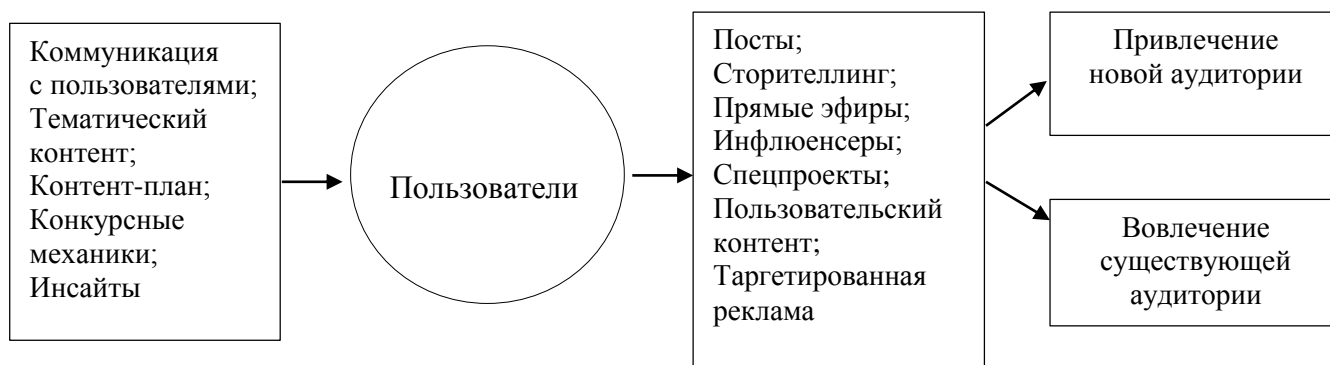 Коммуникация
с пользователями;
Тематический
контент;
Контент-план;
Конкурсные
механики;
Инсайты
Пользователи
Посты;
Сторителлинг;
Прямые эфиры;
Инфлюенсеры;
Спецпроекты;
Пользовательский
контент;
Таргетированная
реклама
Привлечение
новой аудитории
Вовлечение
существующей
аудитории